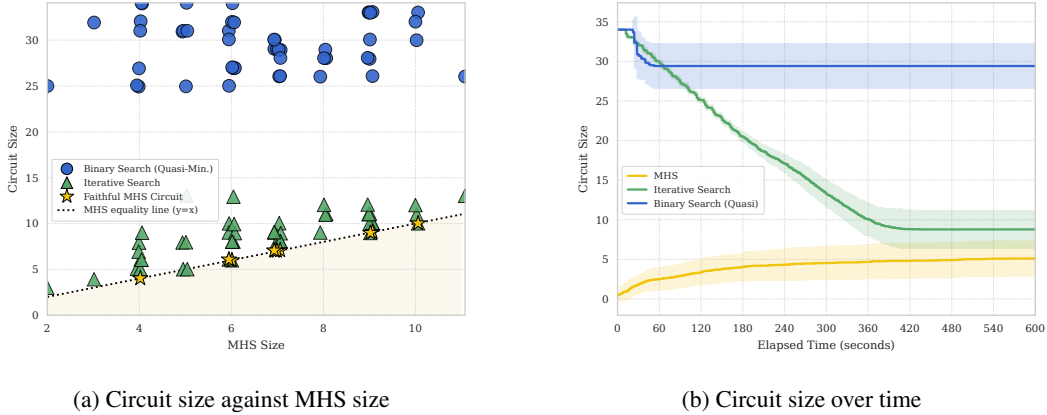 30
25
20
15
10
5
0
Circuit Size
Binary Search (Quasi-Min.)
Iterative Search
Faithful MHS Circuit
MHS equality line (y=x)
2
4
6
8
10
MHS Size
(a) Circuit size against MHS size
35
30
25
20
15
10
5
0
Circuit Size
MHS
Iterative Search
Binary Search (Quasi)
0
60
120
180
240
300
360
420
480
540
600
Elapsed Time (seconds)
(b) Circuit size over time